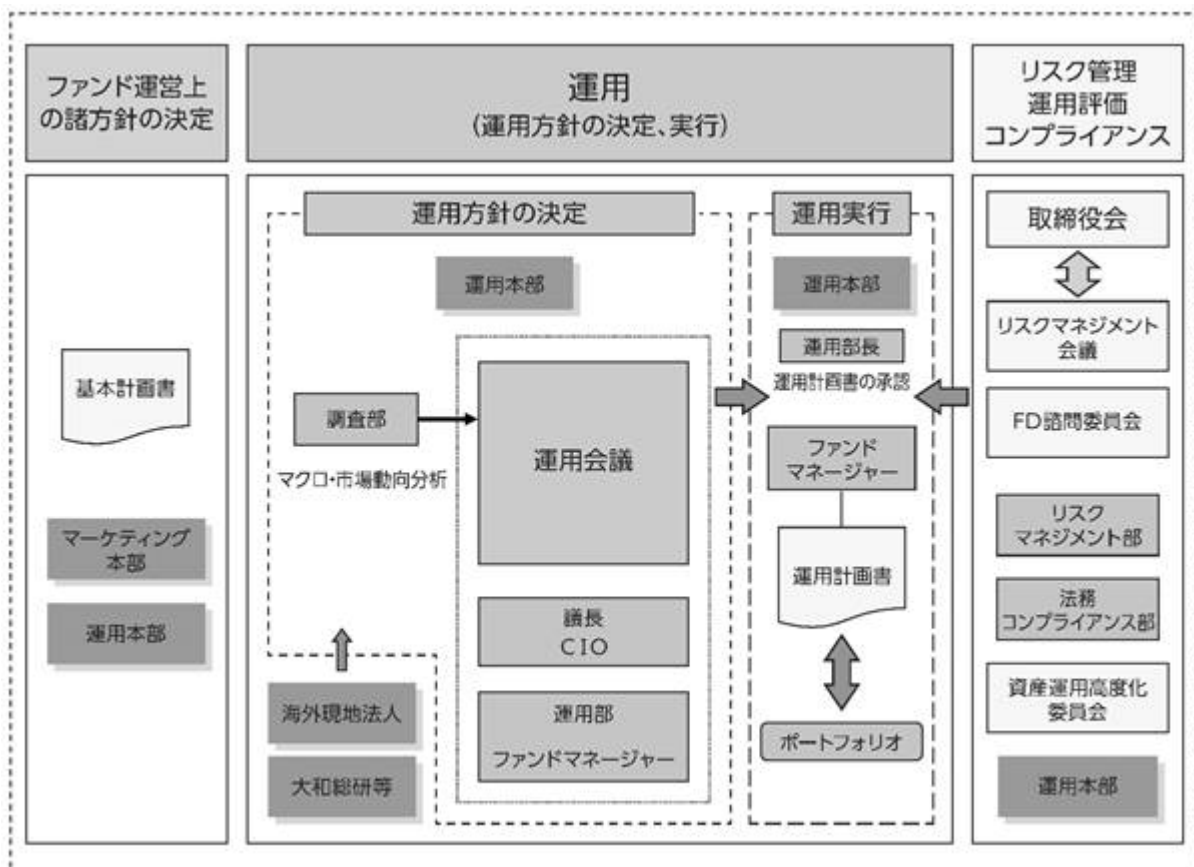 ファンド運営上
の諸方針の決定
運用
(運用方針の決定、実行)
リスク管理
運用評価
コンプライアンス
基本計画書
マーケティング
本部
運用本部
運用方針の決定
運用本部
調査部
マクロ・市場動向分析
運用会議
議長
CIO
運用部
ファンドマネージャー
海外現地法人
大和総研等
運用実行
運用本部
運用部長
運用計画書の承認
ファンド
マネージャー
運用計画書
ポートフォリオ
取締役会
リスクマネジメント
会議
FD諮問委員会
リスク
マネジメント部
法務
コンプライアンス部
資産運用高度化
委員会
運用本部